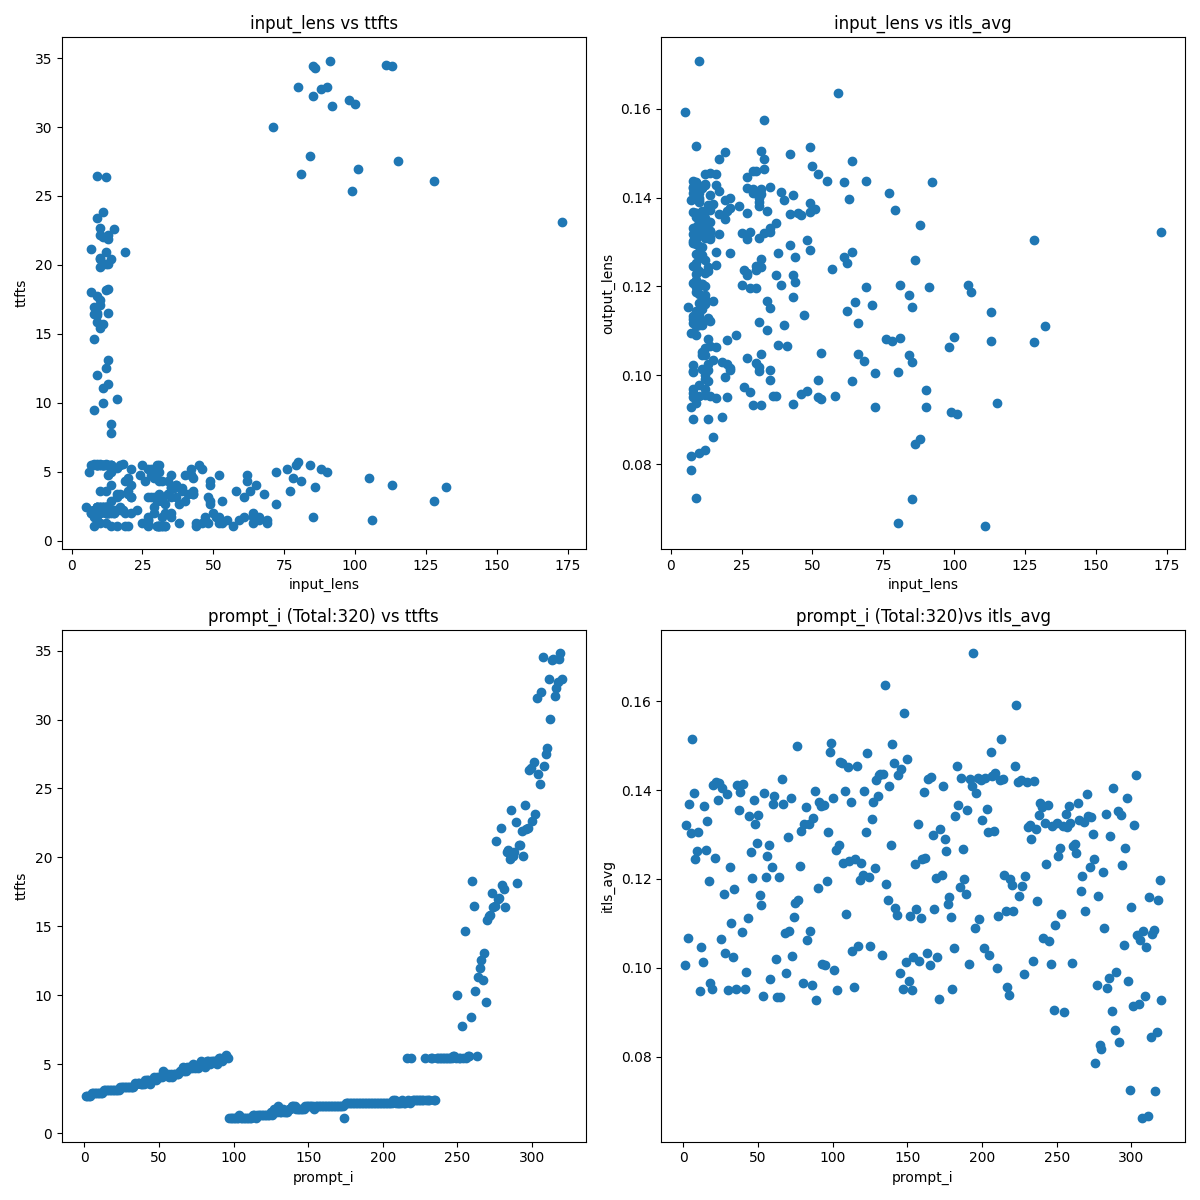 input_lens vs ttfts
ttfts
35
30
25
20
15
10
5
0
0 25 50 75 100 125 150 175
input_lens
input_lens vs itls_avg
output_lens
0.16
0.14
0.12
0.10
0.08
0 25 50 75 100 125 150 175
input_lens
prompt_i (Total:320) vs ttfts
ttfts
35
30
25
20
15
10
5
0
0 50 100 150 200 250 300
prompt_i
prompt_i (Total:320)vs itls_avg
itls_avg
0.16
0.14
0.12
0.10
0.08
0 50 100 150 200 250 300
prompt_i